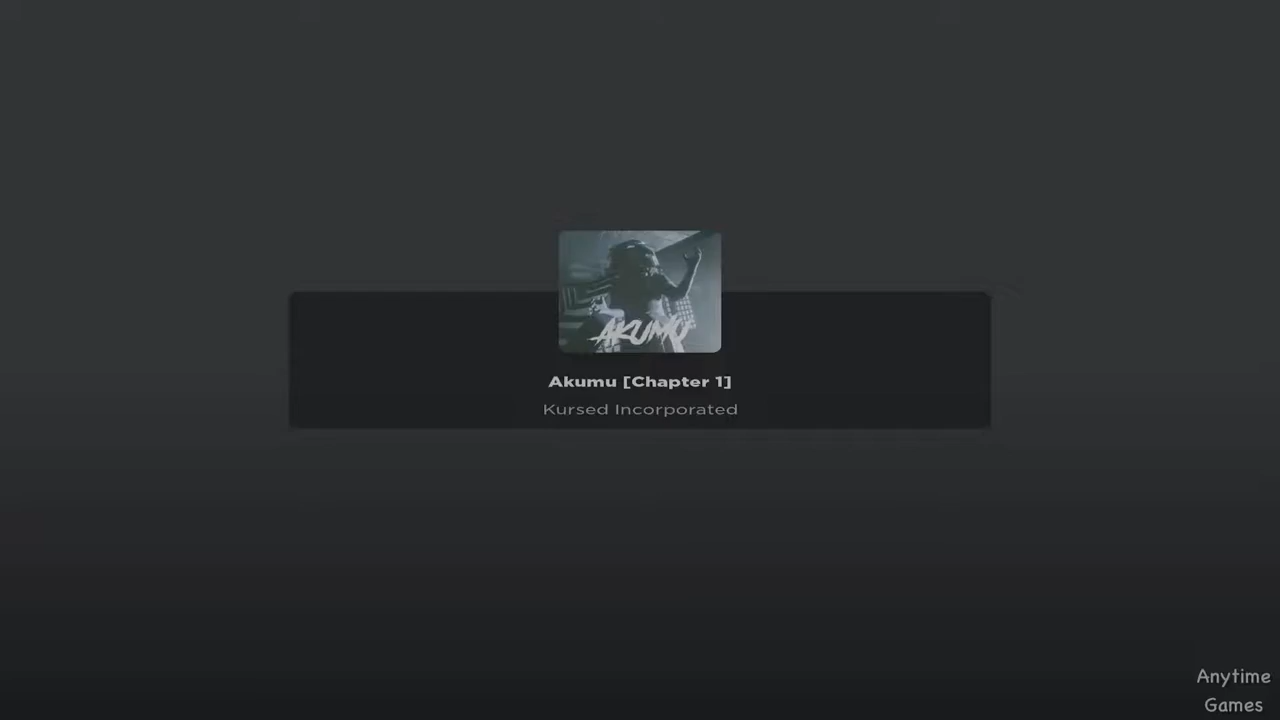 AKUMU
Akumu [Chapter 1]
Kursed Incorporated
Anytime
Games